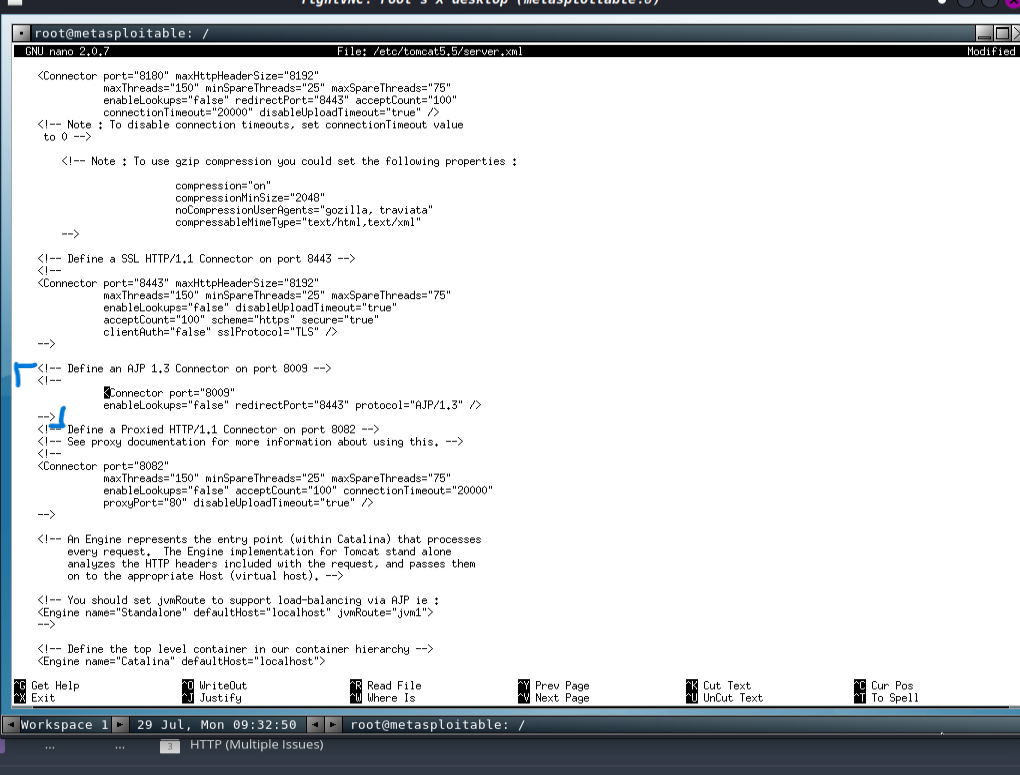 TightVNC: root's X desktop (metasploitable:0)
root@metasploitable: /
GNU nano 2.0.7 File: /etc/tomcat5.5/server.xml Modified
<Connector port="8180" maxHttpHeaderSize="8192"
maxThreads="150" minSpareThreads="25" maxSpareThreads="75"
enableLookups="false" redirectPort="8443" acceptCount="100"
connectionTimeout="20000" disableUploadTimeout="true" />
<!-- Note : To disable connection timeouts, set connectionTimeout value
to 0 -->
<!-- Note : To use gzip compression you could set the following properties :
compression="on"
compressionMinSize="2048"
noCompressionUserAgents="gozilla, traviata"
compressableMimeType="text/html,text/xml"
-->
<!-- Define a SSL HTTP/1.1 Connector on port 8443 -->
<!--
<Connector port="8443" maxHttpHeaderSize="8192"
maxThreads="150" minSpareThreads="25" maxSpareThreads="75"
enableLookups="false" disableUploadTimeout="true"
acceptCount="100" scheme="https" secure="true"
clientAuth="false" sslProtocol="TLS" />
-->
<!-- Define an AJP 1.3 Connector on port 8009 -->
<!--
<Connector port="8009"
enableLookups="false" redirectPort="8443" protocol="AJP/1.3" />
-->
<!-- Define a Proxied HTTP/1.1 Connector on port 8082 -->
<!-- See proxy documentation for more information about using this. -->
<!--
<Connector port="8082"
maxThreads="150" minSpareThreads="25" maxSpareThreads="75"
enableLookups="false" acceptCount="100" connectionTimeout="20000"
proxyPort="80" disableUploadTimeout="true" />
-->
<!-- An Engine represents the entry point (within Catalina) that processes
every request. The Engine implementation for Tomcat stand alone
analyzes the HTTP headers included with the request, and passes them
on to the appropriate Host (virtual host). -->
<!-- You should set jvmRoute to support load-balancing via AJP ie :
<Engine name="Standalone" defaultHost="localhost" jvmRoute="jvm1">
-->
<!-- Define the top level container in our container hierarchy -->
<Engine name="Catalina" defaultHost="localhost">
^G Get Help ^O WriteOut ^R Read File ^Y Prev Page ^K Cut Text ^C Cur Pos
^X Exit ^J Justify ^W Where Is ^V Next Page ^U UnCut Text ^T To Spell
Workspace 1 29 Jul, Mon 09:32:50 root@metasploitable: /
... ... 3 HTTP (Multiple Issues)